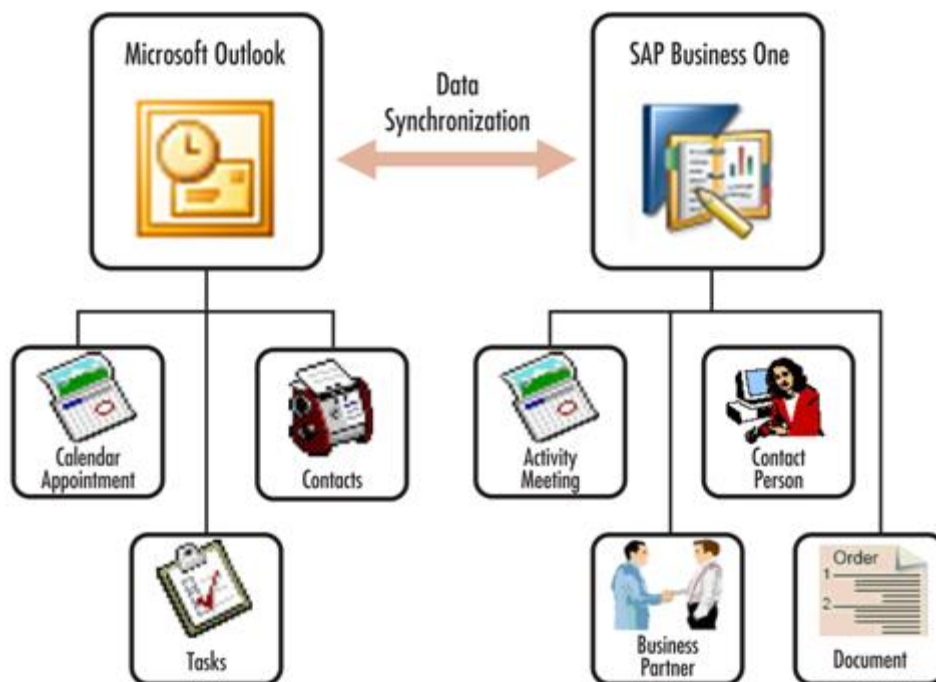 Microsoft Outlook
SAP Business One
Data
Synchronization
Calendar
Appointment
Contacts
Activity
Meeting
Contact
Person
Tasks
Business
Partner
Order
1
2
Document